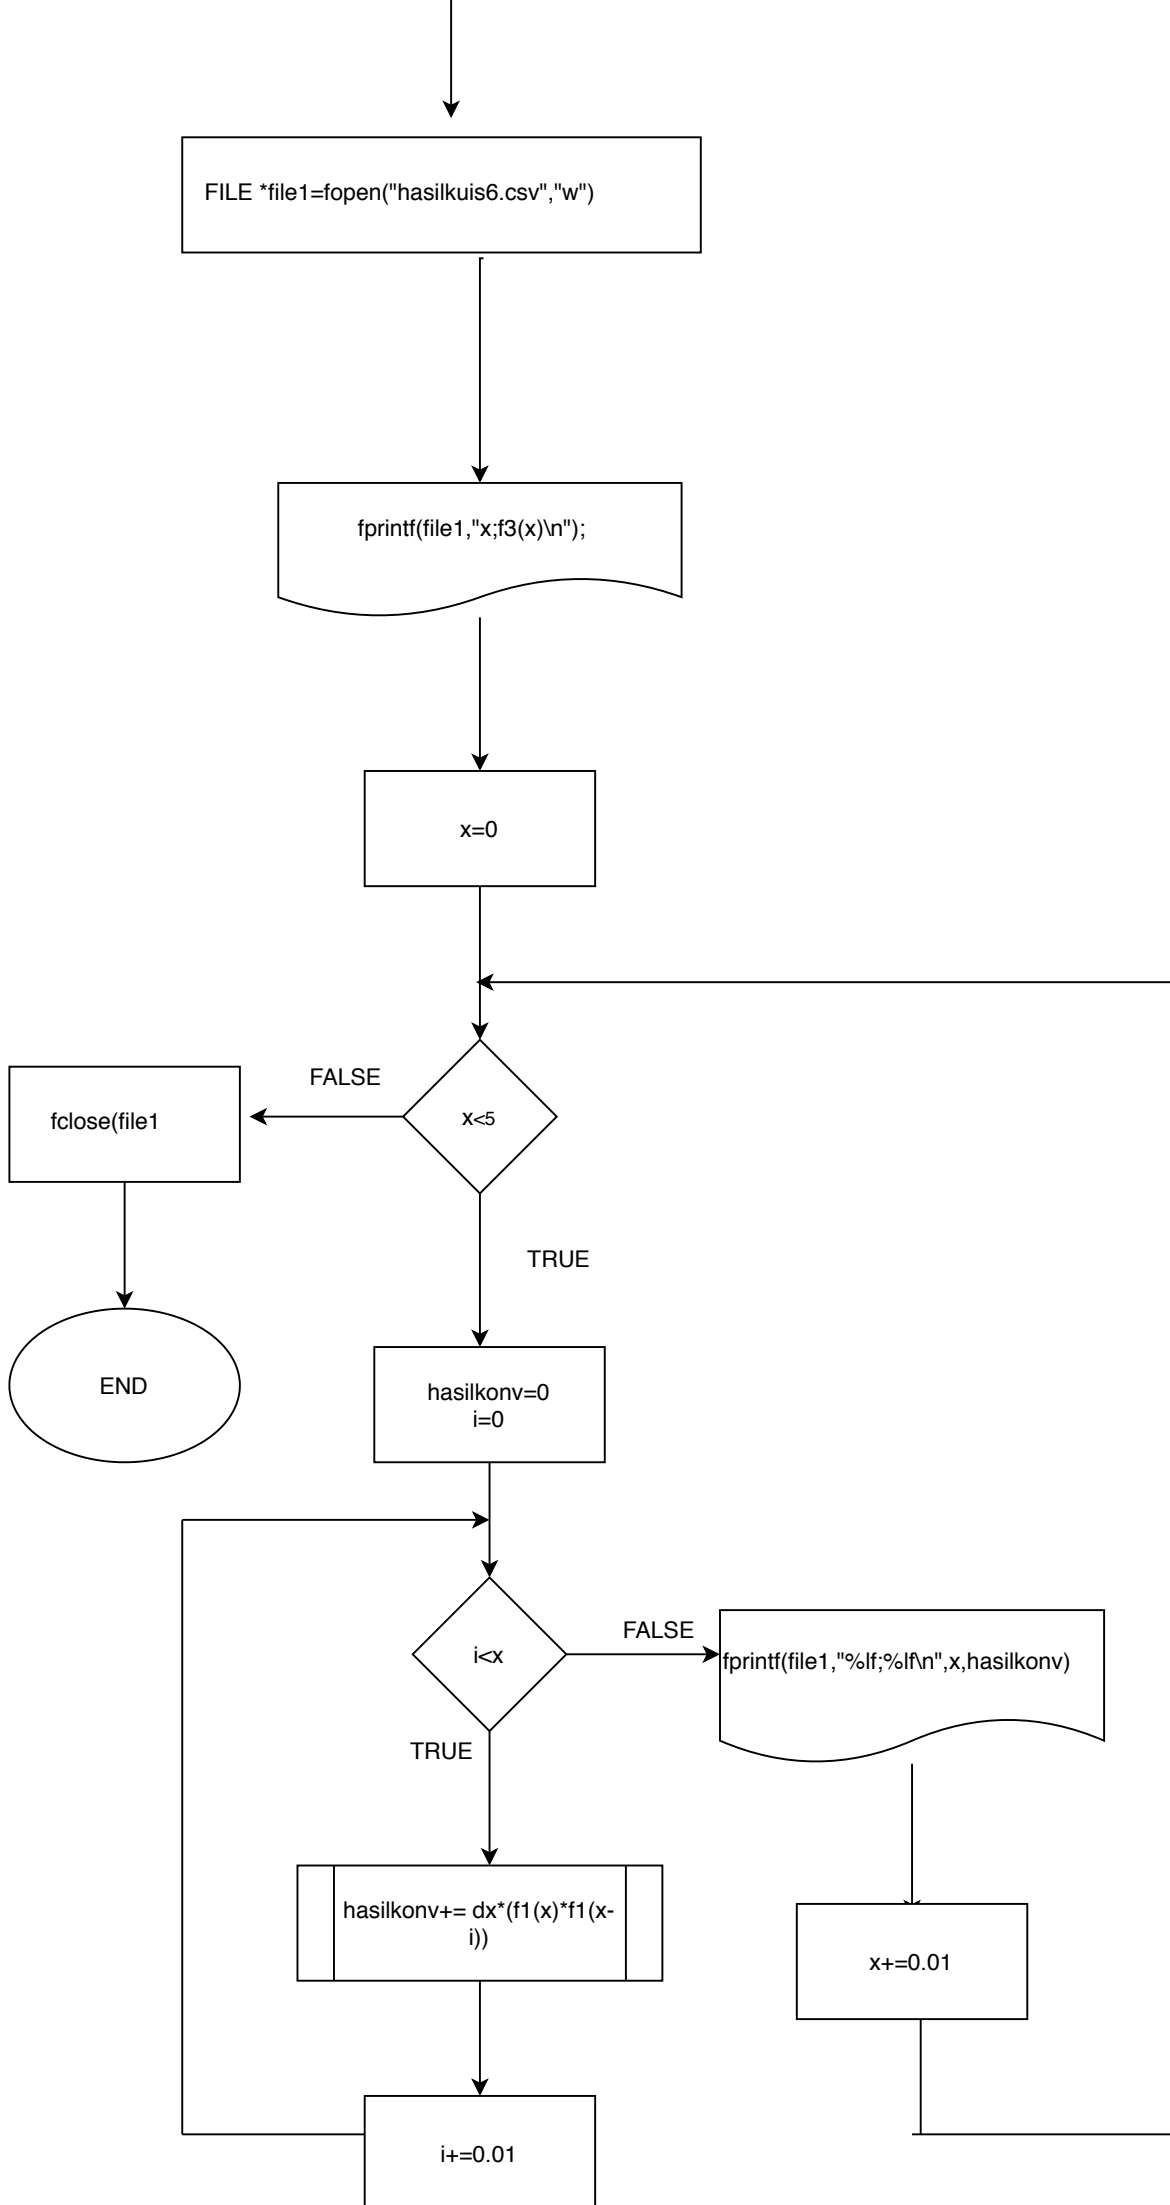 FILE *file1=fopen("hasilkuis6.csv","w")
fprintf(file1,"x;f3(x)\n");
x=0
FALSE
x<5
fclose(file1
TRUE
END
hasilkonv=0
i=0
FALSE
i<x
fprintf(file1,"%lf;%lf\n",x,hasilkonv)
TRUE
hasilkonv+= dx*(f1(x)*f1(x-
i))
x+=0.01
i+=0.01